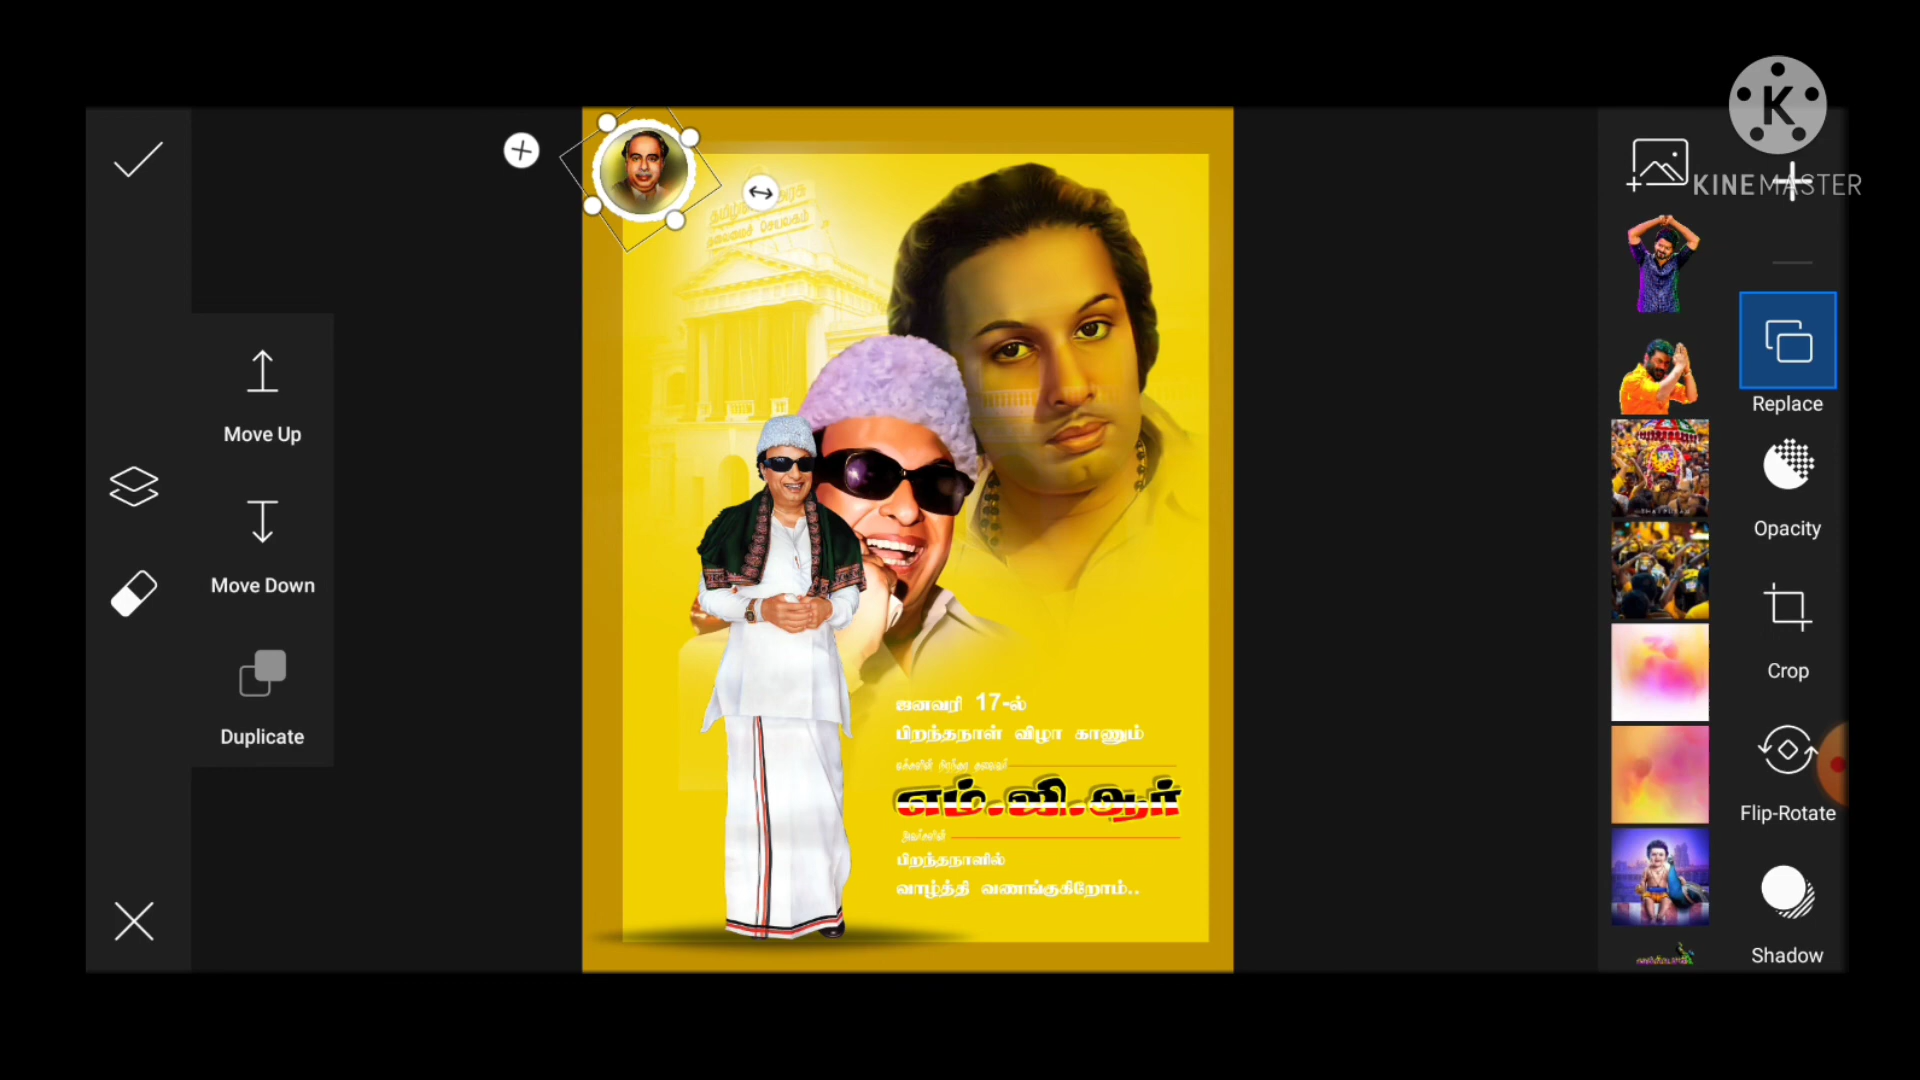 KINEMASTER
Move Up
Move Down
Duplicate
Replace
Opacity
Crop
Flip-Rotate
Shadow
ஜனவரி 17-ல்
பிறந்தநாள் விழா காணும்
எம்.ஜி.ஆர்
பிறந்தநாளில்
வாழ்த்தி வணங்குகிறோம்..